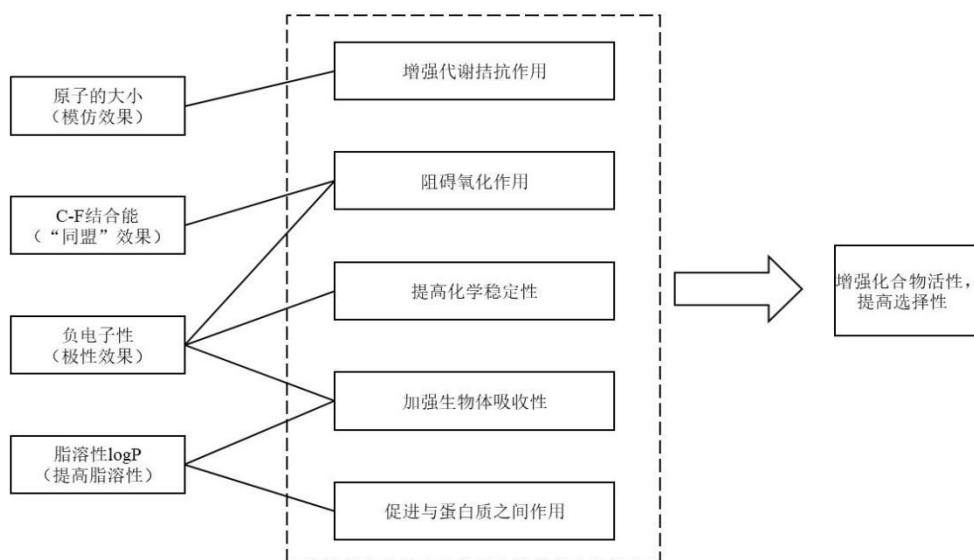 原子的大小
（模仿效果）
C-F结合能
（“同盟”效果）
负电子性
（极性效果）
脂溶性logP
（提高脂溶性）
增强代谢拮抗作用
阻碍氧化作用
提高化学稳定性
加强生物体吸收性
促进与蛋白质之间作用
增强化合物活性，
提高选择性